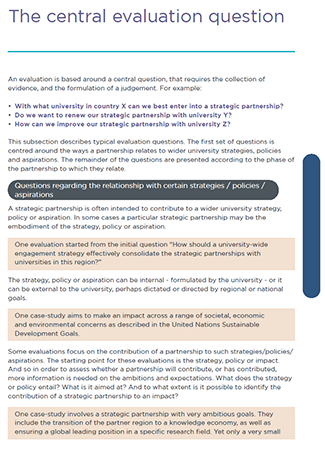 The central evaluation question
An evaluation is based around a central question, that requires the collection of
evidence, and the formulation of a judgement. For example:
• With what university in country X can we best enter into a strategic partnership?
• Do we want to renew our strategic partnership with university Y?
• How can we improve our strategic partnership with university Z?
This subsection describes typical evaluation questions. The first set of questions is
centred around the ways a partnership relates to wider university strategies, policies
and aspirations. The remainder of the questions are presented according to the phase of
the partnership to which they relate.
Questions regarding the relationship with certain strategies / policies /
aspirations
A strategic partnership is often intended to contribute to a wider university strategy,
policy or aspiration. In some cases a particular strategic partnership may be the
embodiment of the strategy, policy or aspiration.
One evaluation started from the initial question "How should a university-wide
engagement strategy effectively consolidate the strategic partnerships with
universities in this region?"
The strategy, policy or aspiration can be internal - formulated by the university - or it
can be external to the university, perhaps dictated or directed by regional or national
goals.
One case-study aims to make an impact across a range of societal, economic
and environmental concerns as described in the United Nations Sustainable
Development Goals.
Some evaluations focus on the contribution of a partnership to such strategies/policies/
aspirations. The starting point for these evaluations is the strategy, policy or impact.
And so in order to assess whether a partnership will contribute, or has contributed,
more information is needed on the ambitions and expectations. What does the strategy
or policy entail? What is it aimed at? And to what extent is it possible to identify the
contribution of a strategic partnership to an impact?
One case-study involves a strategic partnership with very ambitious goals. They
include the transition of the partner region to a knowledge economy, as well as
ensuring a global leading position in a specific research field. Yet only a very small